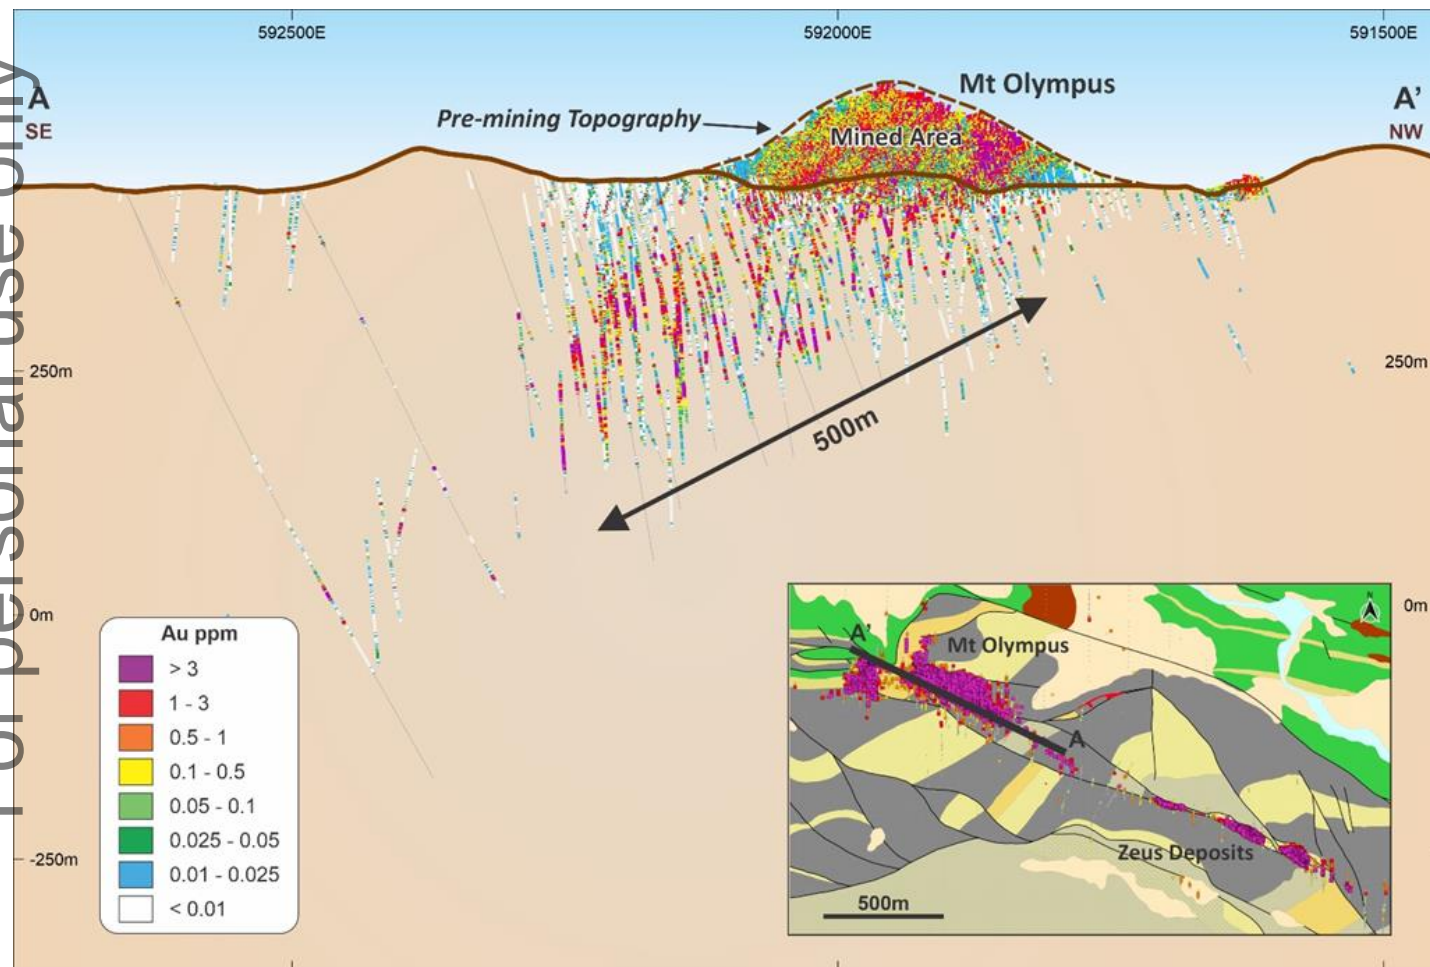 592500E
592000E
591500E
For personal use only
A
SE
Mt Olympus
A'
NW
Pre-mining Topography
Mined Area
250m
250m
500m
0m
0m
-250m
Au ppm
> 3
1 - 3
0.5 - 1
0.1 - 0.5
0.05 - 0.1
0.025 - 0.05
0.01 - 0.025
< 0.01
N
A'
Mt Olympus
A
Zeus Deposits
500m